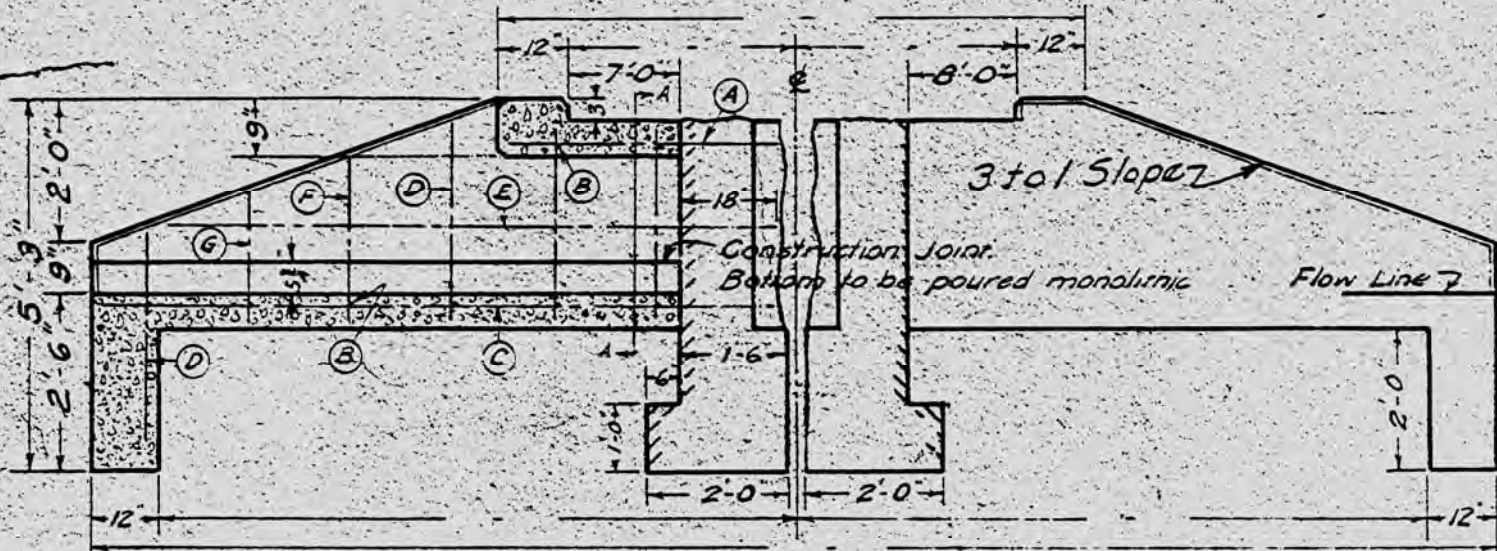 12"
12"
7'-0"
℄
8'-0"
A
A
3
9"
2'-0"
3 to 1 Slope
F
D
E
B
18
G
Construction Joint.
Bottom to be poured monolithic
Flow Line
5'-3"
9"
2'-6"
D
B
C
A
1'-6"
6"
1'-0"
2'-0"
2'-0"
2'-0"
12"
12"